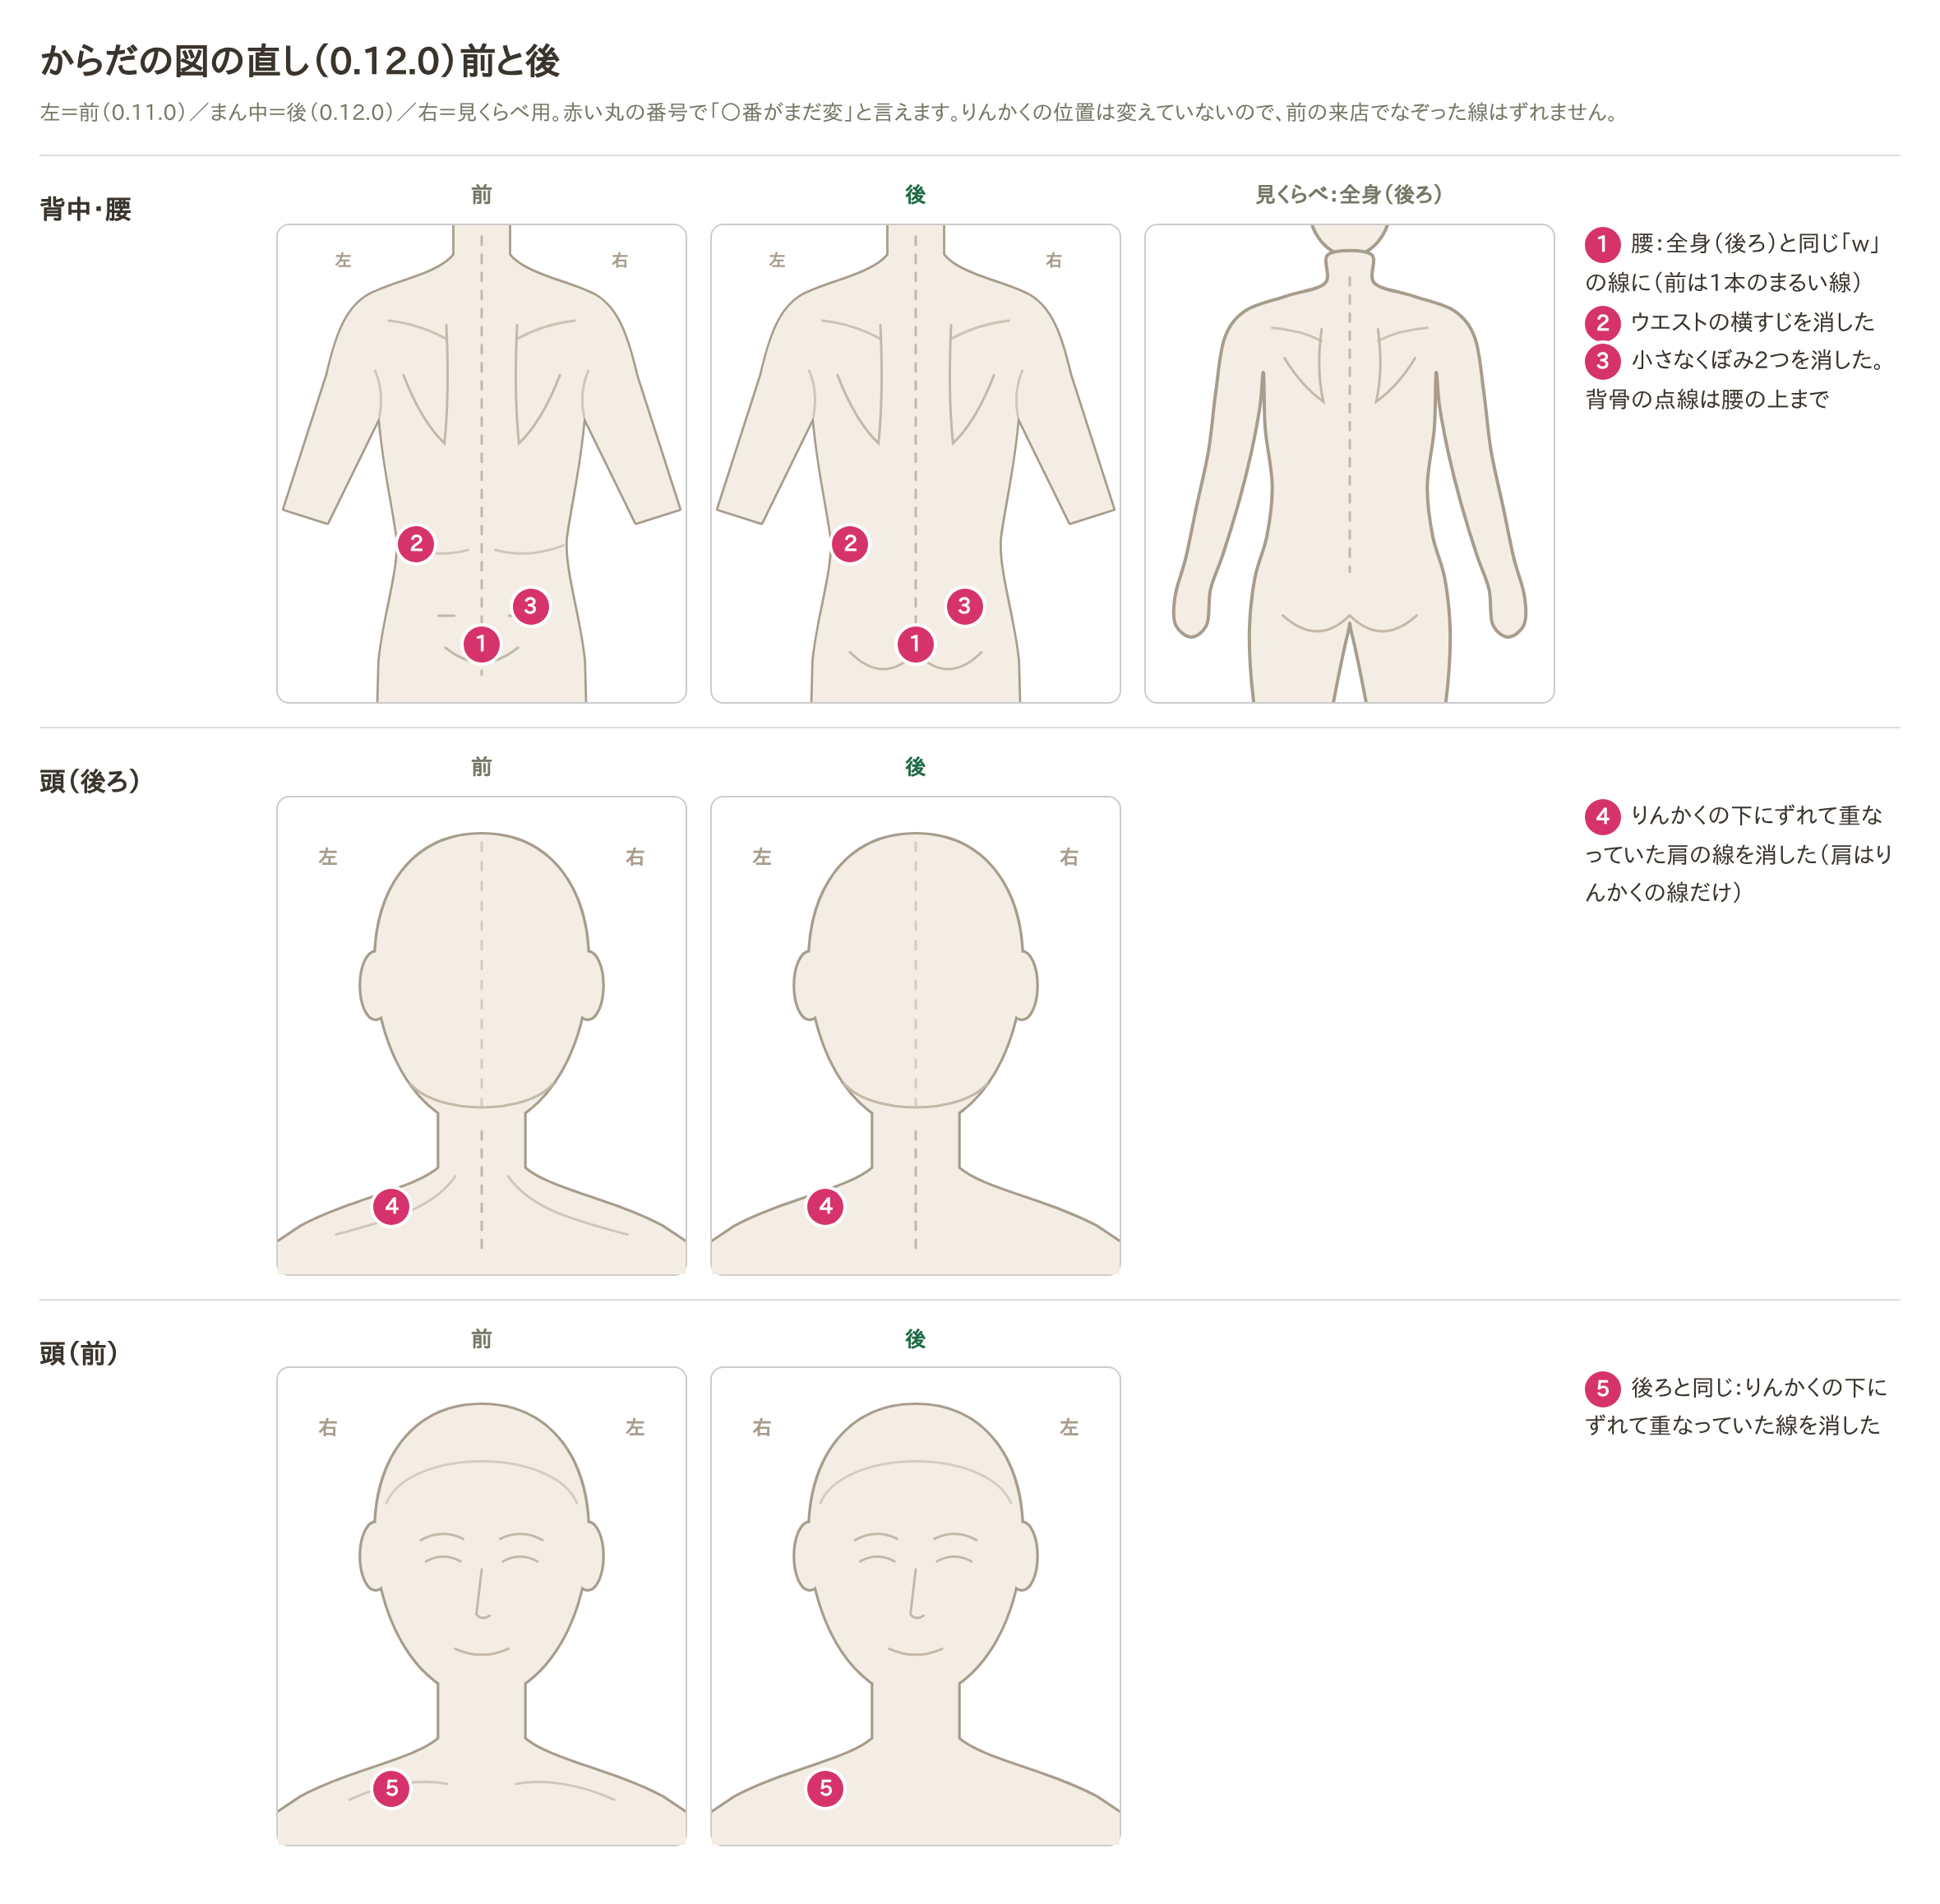 からだの図の直し（0.12.0）前と後
左＝前（0.11.0）／まん中＝後（0.12.0）／右＝見くらべ用。赤い丸の番号で「〇番がまだ変」と言えます。りんかくの位置は変えていないので、前の来店でなぞった線はずれません。
背中・腰
前
後
見くらべ：全身（後ろ）
左
右
2
3
1
左
右
2
3
1
1 腰：全身（後ろ）と同じ「w」
の線に（前は1本のまるい線）
2 ウエストの横すじを消した
3 小さなくぼみ2つを消した。
背骨の点線は腰の上まで
頭（後ろ）
前
後
左
右
4
左
右
4
4 りんかくの下にずれて重な
っていた肩の線を消した（肩はり
んかくの線だけ）
頭（前）
前
後
右
左
5
右
左
5
5 後ろと同じ：りんかくの下に
ずれて重なっていた線を消した